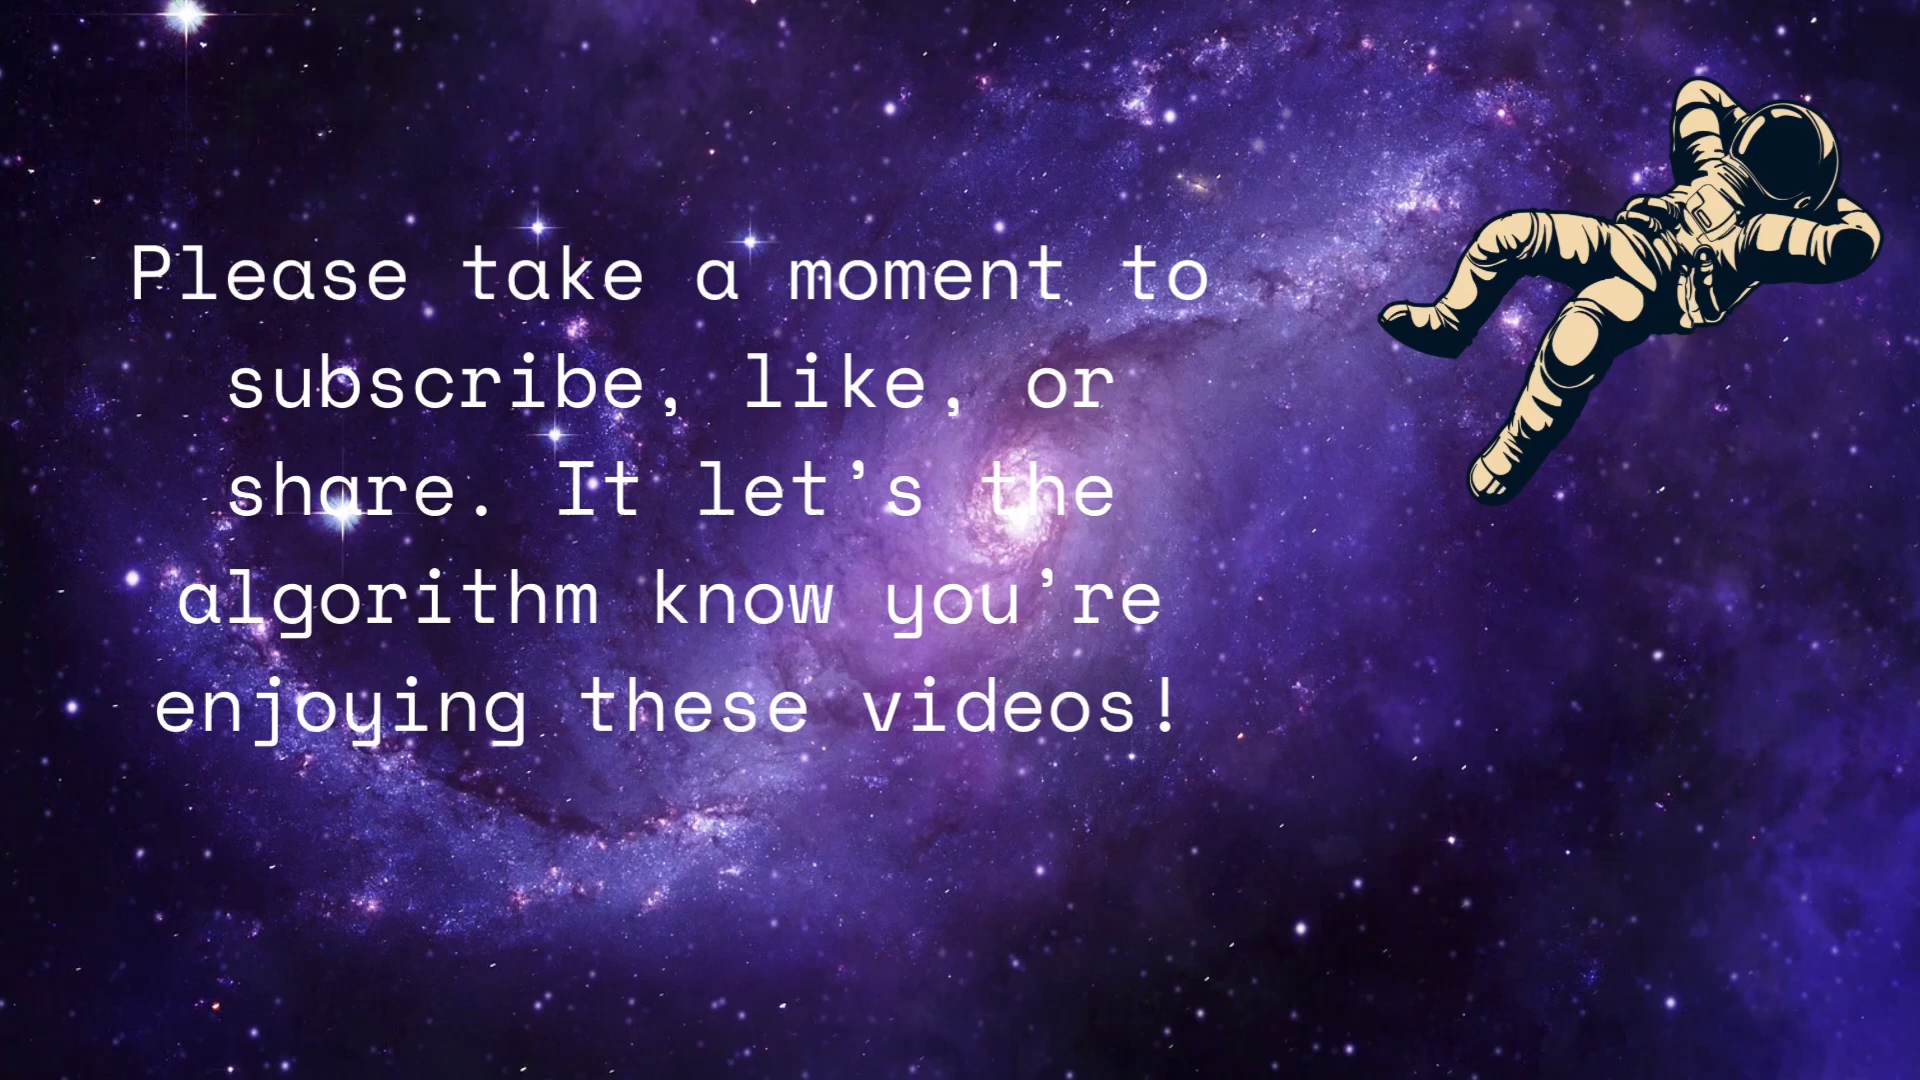 Please take a moment to
subscribe, like, or
share. It let’s the
algorithm know you’re
enjoying these videos!